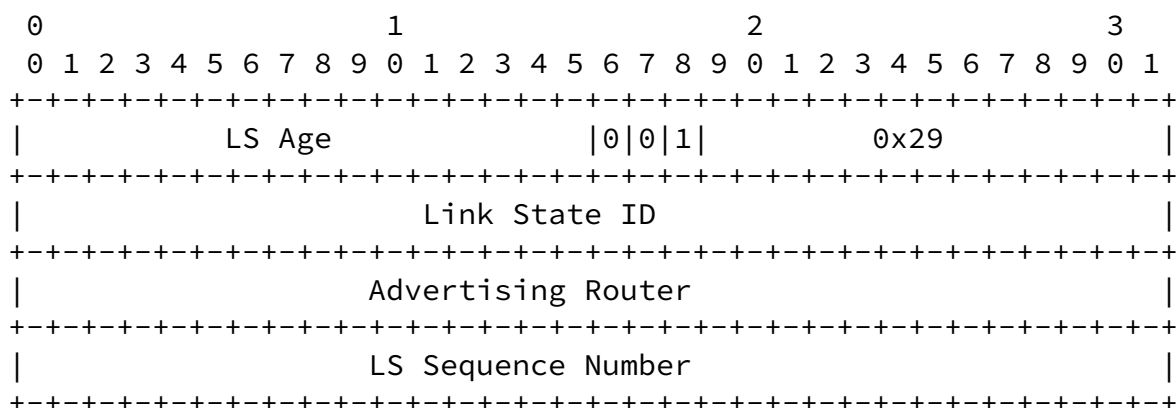 0                   1                   2                   3
 0 1 2 3 4 5 6 7 8 9 0 1 2 3 4 5 6 7 8 9 0 1 2 3 4 5 6 7 8 9 0 1
+-+-+-+-+-+-+-+-+-+-+-+-+-+-+-+-+-+-+-+-+-+-+-+-+-+-+-+-+-+-+-+-+
|           LS Age              |0|0|1|         0x29            |
+-+-+-+-+-+-+-+-+-+-+-+-+-+-+-+-+-+-+-+-+-+-+-+-+-+-+-+-+-+-+-+-+
|                      Link State ID                            |
+-+-+-+-+-+-+-+-+-+-+-+-+-+-+-+-+-+-+-+-+-+-+-+-+-+-+-+-+-+-+-+-+
|                   Advertising Router                          |
+-+-+-+-+-+-+-+-+-+-+-+-+-+-+-+-+-+-+-+-+-+-+-+-+-+-+-+-+-+-+-+-+
|                   LS Sequence Number                          |
+-+-+-+-+-+-+-+-+-+-+-+-+-+-+-+-+-+-+-+-+-+-+-+-+-+-+-+-+-+-+-+-+